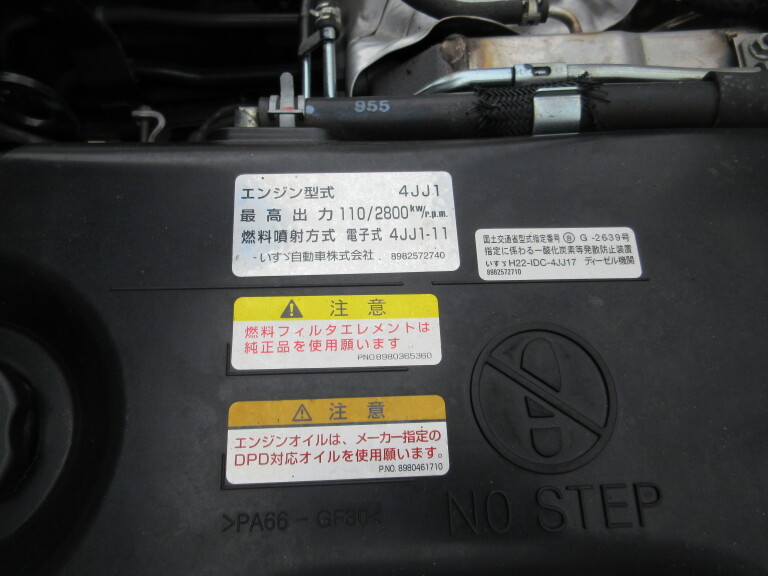 955
エンジン型式 4JJ1
最高出力 110/2800kw/r.p.m.
燃料噴射方式 電子式 4JJ1-11
いすゞ自動車株式会社 8982572740
国土交通省型式指定番号 ⑧ G-2639号
指定に係わる一酸化炭素等発散防止装置
いすゞH22-IDC-4JJ17 ディーゼル機関
8982572710
注意
燃料フィルタエレメントは
純正品を使用願います
PNO.8980365360
注意
エンジンオイルは、メーカー指定の
DPD対応オイルを使用願います。
P.NO. 8980461710
>PA66-GF30<
NO STEP